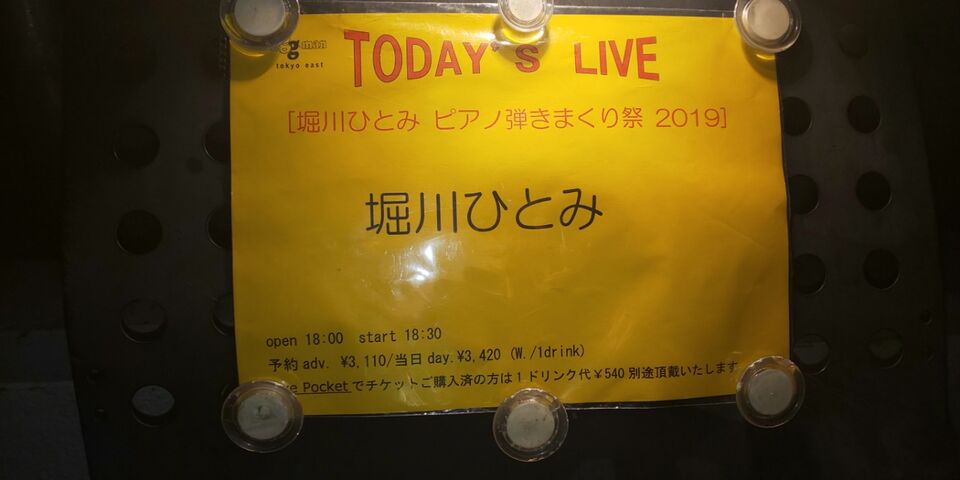 eggman
tokyo east
TODAY'S LIVE
[堀川ひとみ ピアノ弾きまくり祭 2019]
堀川ひとみ
open 18:00 start 18:30
予約 adv. ¥3,110/当日 day.¥3,420 (W./1drink)
Pocket でチケットご購入済の方は1ドリンク代¥540 別途頂戴いたします